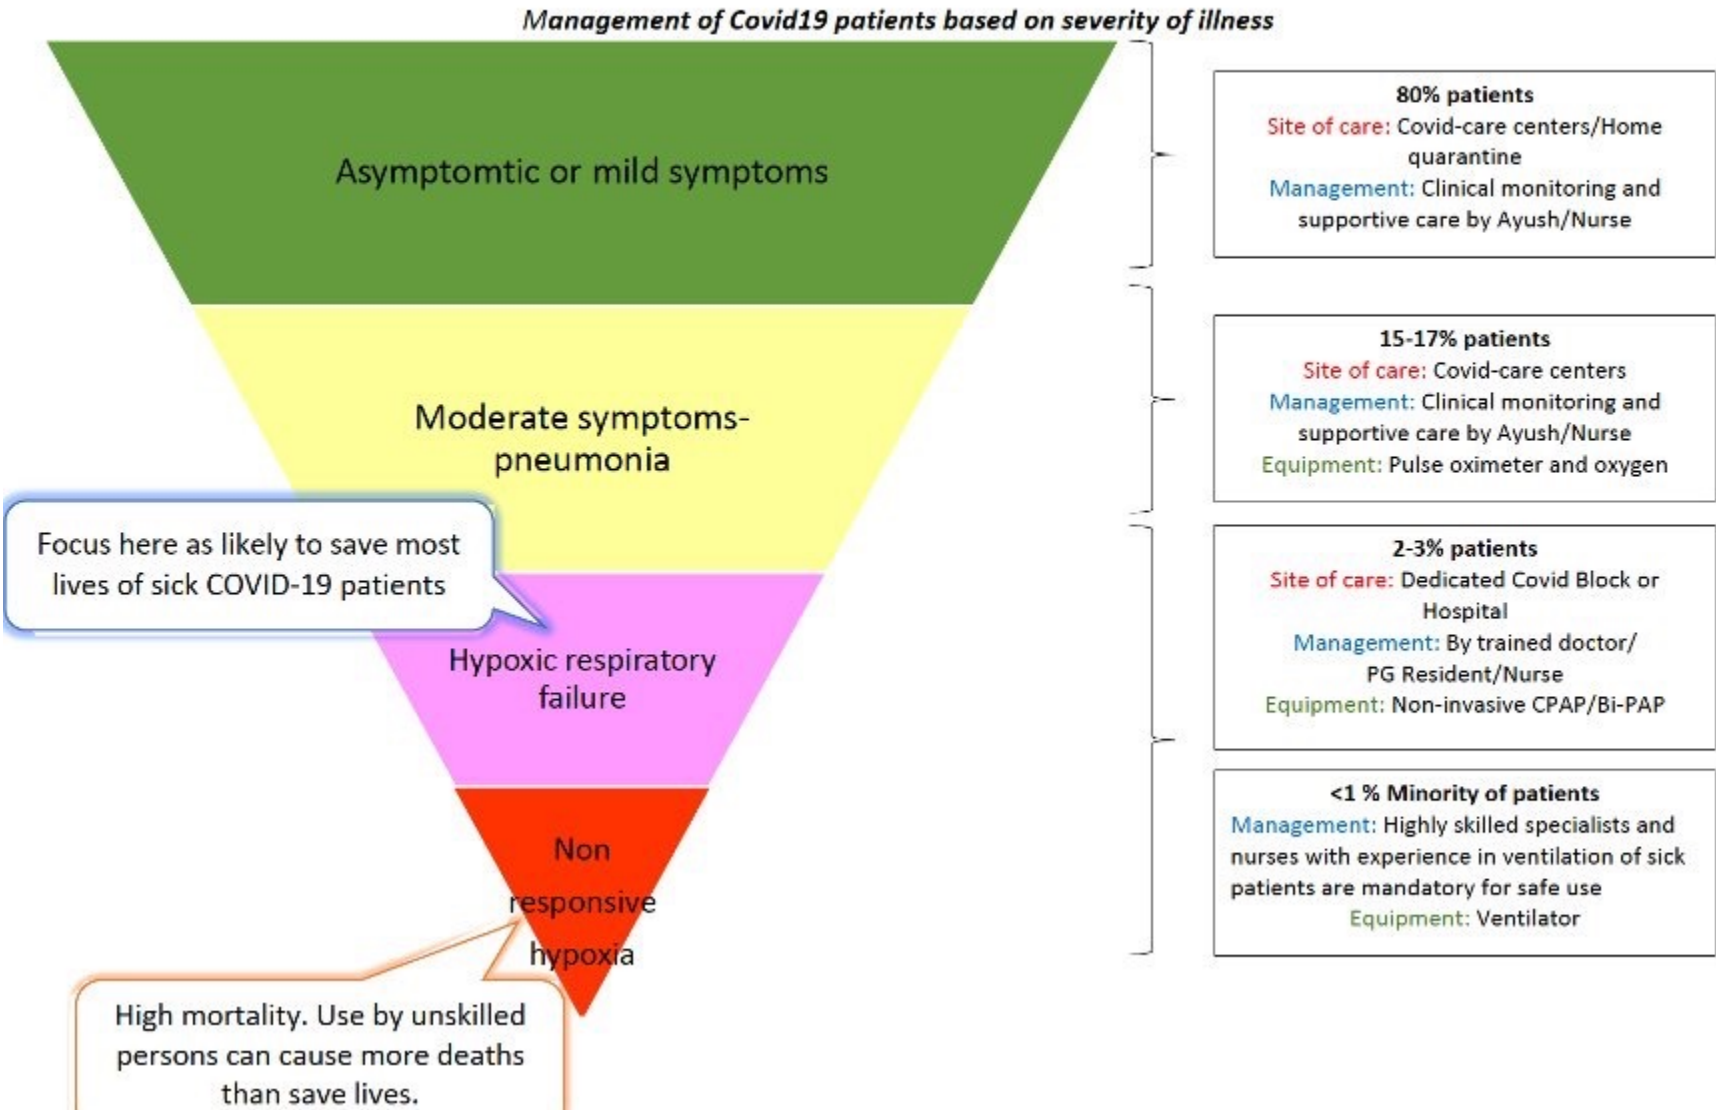 Management of Covid19 patients based on severity of illness
Asymptomtic or mild symptoms
80% patients
Site of care: Covid-care centers/Home
quarantine
Management: Clinical monitoring and
supportive care by Ayush/Nurse
Moderate symptoms-
pneumonia
15-17% patients
Site of care: Covid-care centers
Management: Clinical monitoring and
supportive care by Ayush/Nurse
Equipment: Pulse oximeter and oxygen
Focus here as likely to save most
lives of sick COVID-19 patients
Hypoxic respiratory
failure
2-3% patients
Site of care: Dedicated Covid Block or
Hospital
Management: By trained doctor/
PG Resident/Nurse
Equipment: Non-invasive CPAP/Bi-PAP
Non
responsive
hypoxia
<1 % Minority of patients
Management: Highly skilled specialists and
nurses with experience in ventilation of sick
patients are mandatory for safe use
Equipment: Ventilator
High mortality. Use by unskilled
persons can cause more deaths
than save lives.